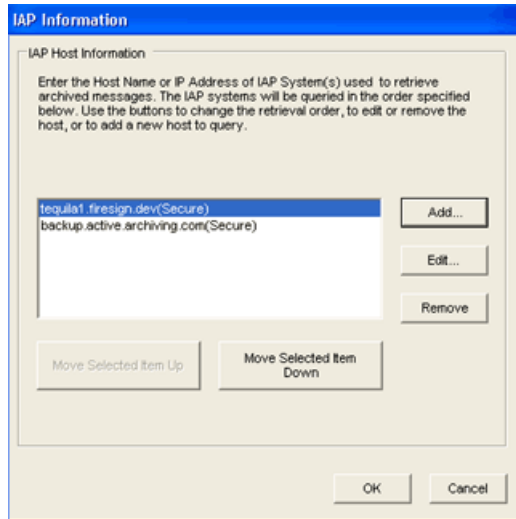 IAP Information
IAP Host Information
Enter the Host Name or IP Address of IAP System(s) used to retrieve
archived messages. The IAP systems will be queried in the order specified
below. Use the buttons to change the retrieval order, to edit or remove the
host, or to add a new host to query.
tequila1.firesign.dev(Secure)
backup.active.archiving.com(Secure)
Add...
Edit...
Remove
Move Selected Item Up
Move Selected Item
Down
OK
Cancel